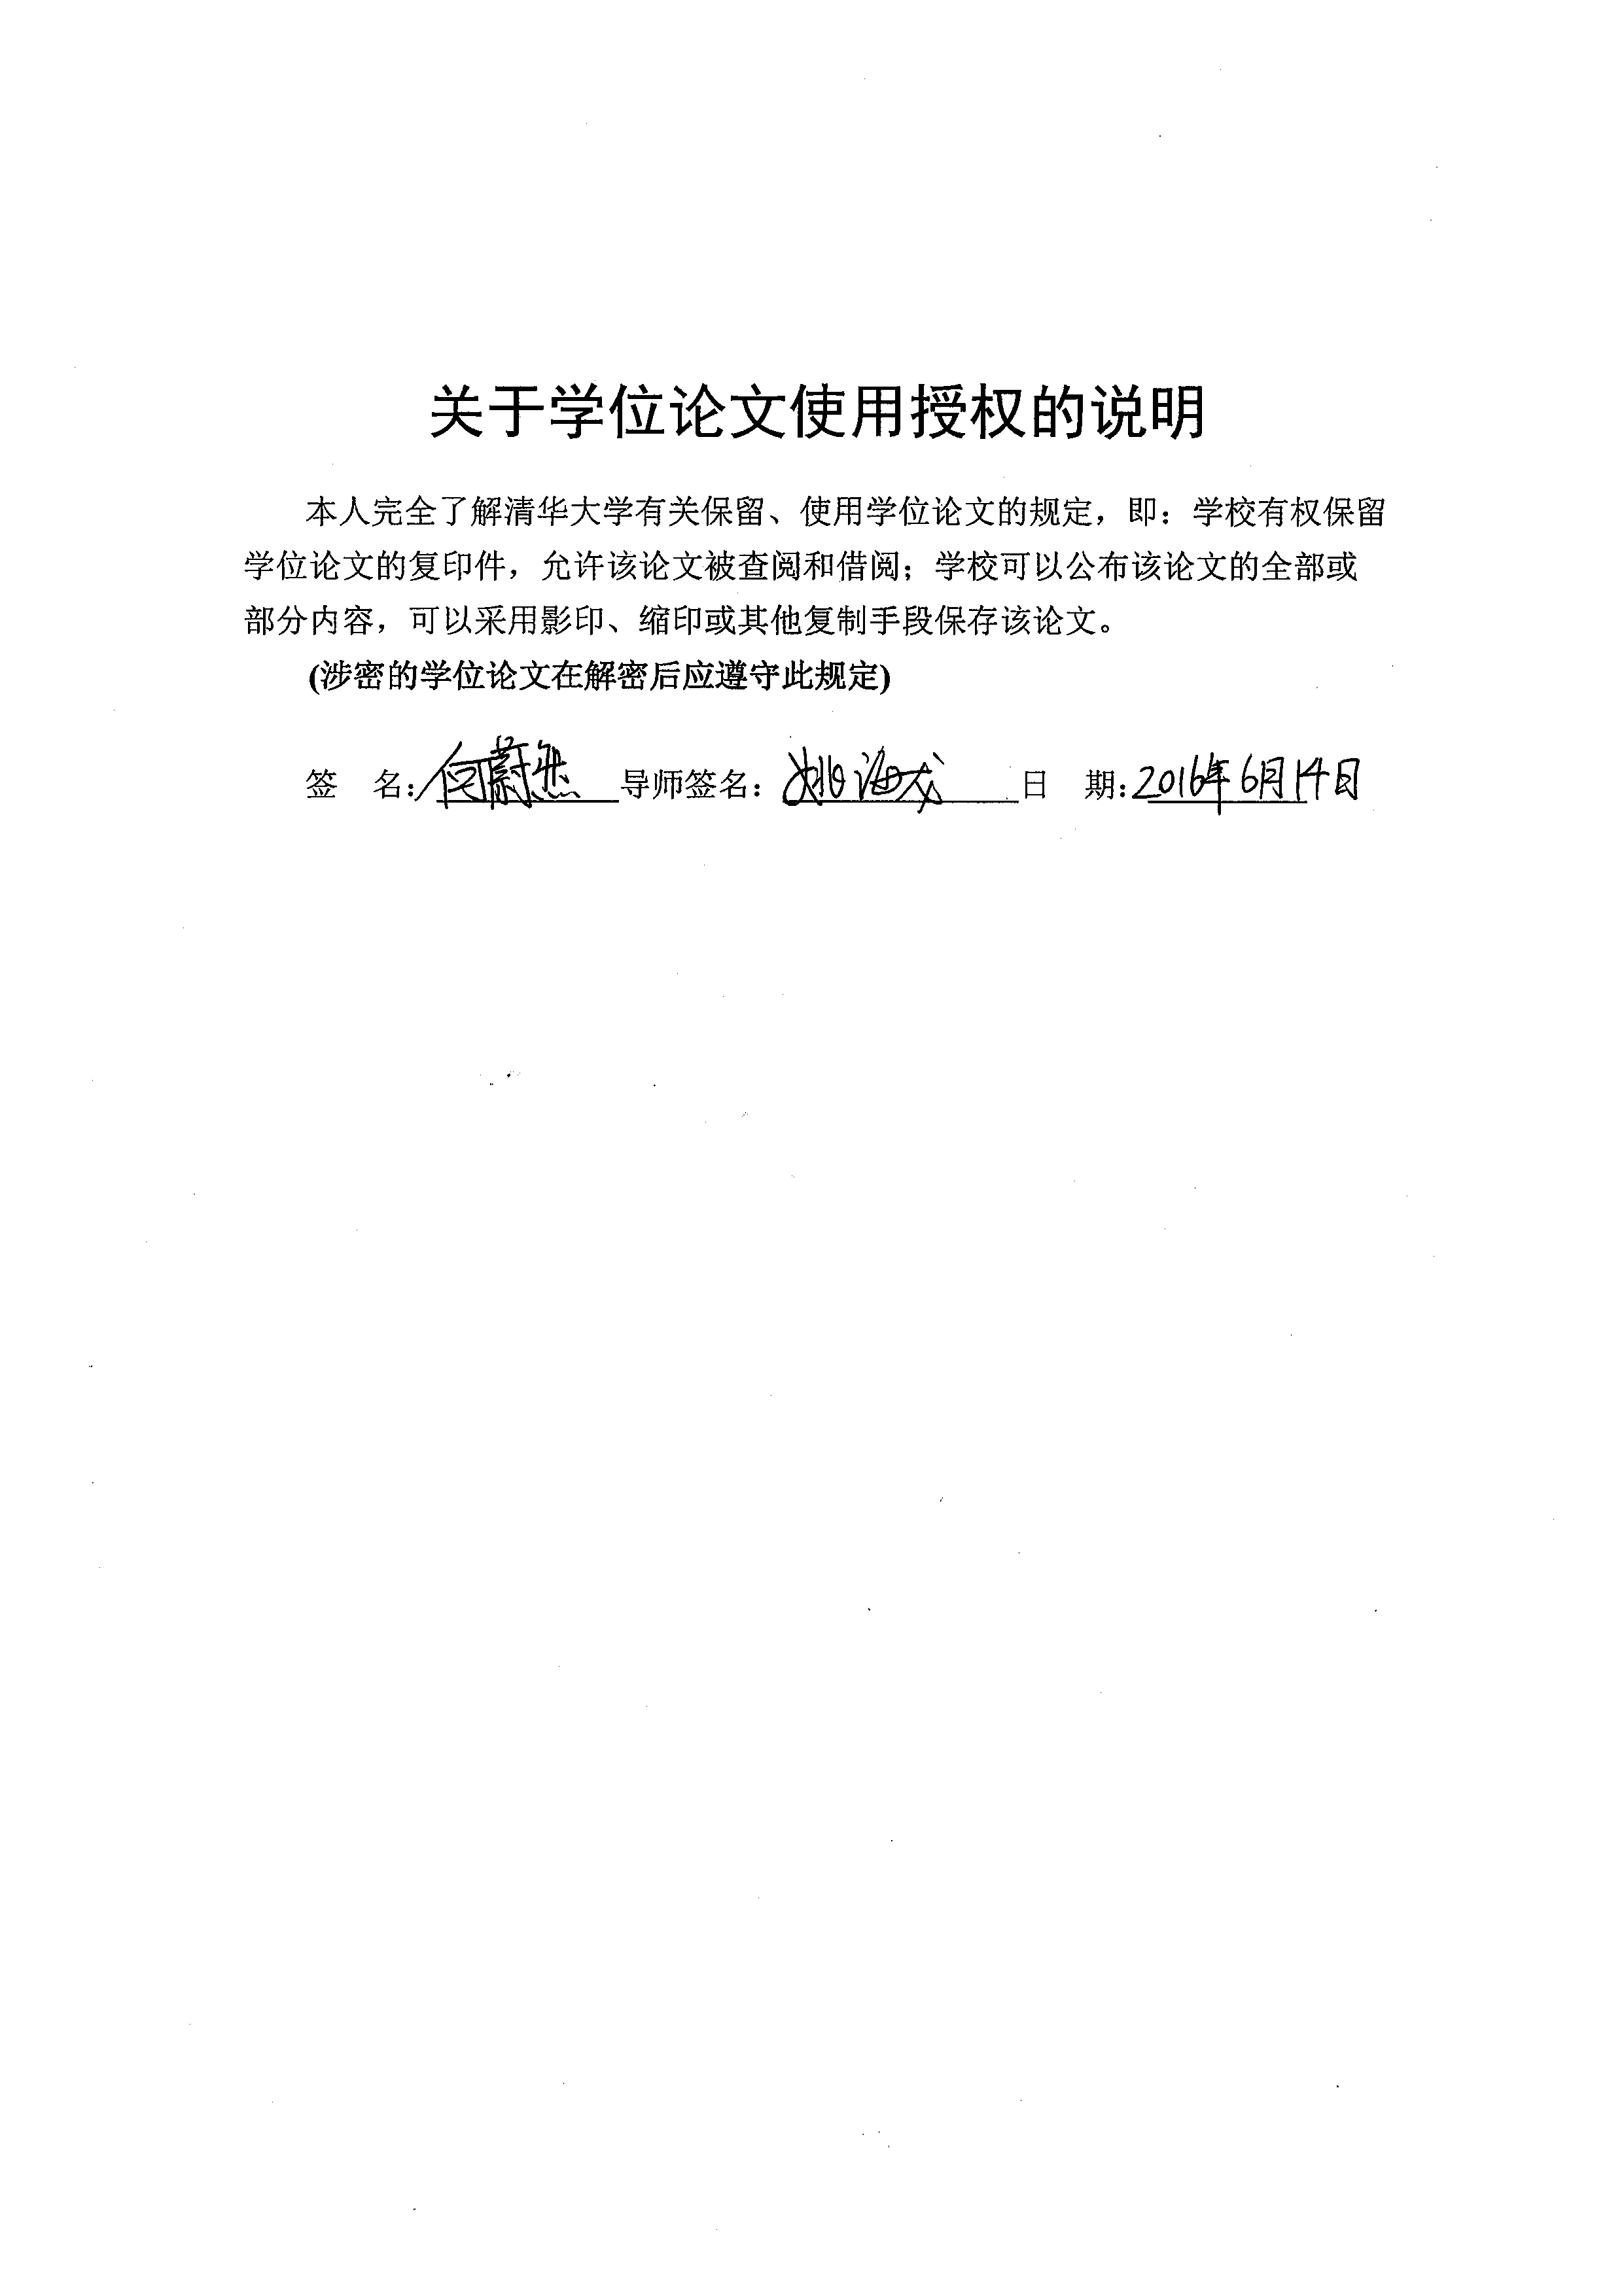 关于学位论文使用授权的说明
本人完全了解清华大学有关保留、使用学位论文的规定，即：学校有权保留
学位论文的复印件，允许该论文被查阅和借阅；学校可以公布该论文的全部或
部分内容，可以采用影印、缩印或其他复制手段保存该论文。
(涉密的学位论文在解密后应遵守此规定)
签 名：何蔚然 导师签名：姚海龙 日 期：2016年6月14日